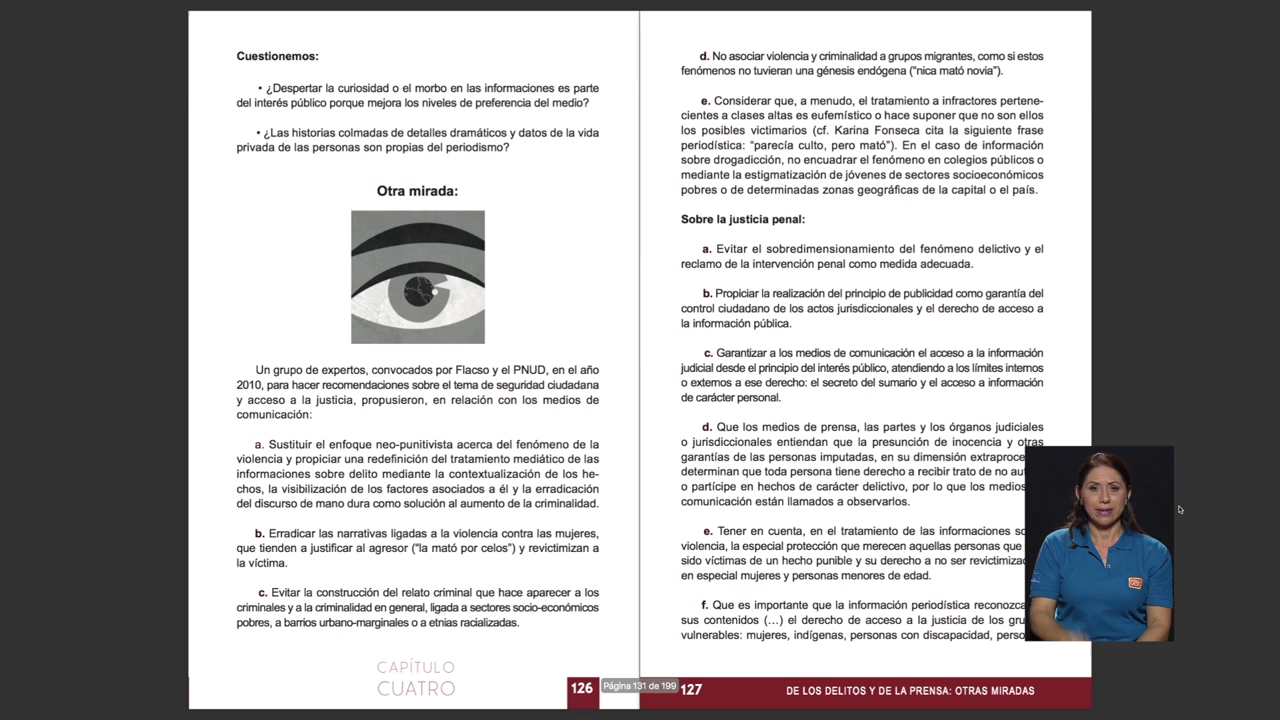 Cuestionemos:
• ¿Despertar la curiosidad o el morbo en las informaciones es parte
del interés público porque mejora los niveles de preferencia del medio?
• ¿Las historias colmadas de detalles dramáticos y datos de la vida
privada de las personas son propias del periodismo?
Otra mirada:
Un grupo de expertos, convocados por Flacso y el PNUD, en el año
2010, para hacer recomendaciones sobre el tema de seguridad ciudadana
y acceso a la justicia, propusieron, en relación con los medios de
comunicación:
a. Sustituir el enfoque neo-punitivista acerca del fenómeno de la
violencia y propiciar una redefinición del tratamiento mediático de las
informaciones sobre delito mediante la contextualización de los he-
chos, la visibilización de los factores asociados a él y la erradicación
del discurso de mano dura como solución al aumento de la criminalidad.
b. Erradicar las narrativas ligadas a la violencia contra las mujeres,
que tienden a justificar al agresor (“la mató por celos”) y revictimizan a
la víctima.
c. Evitar la construcción del relato criminal que hace aparecer a los
criminales y a la criminalidad en general, ligada a sectores socio-económicos
pobres, a barrios urbano-marginales o a etnias racializadas.
CAPÍTULO
CUATRO
126
Página 131 de 199
d. No asociar violencia y criminalidad a grupos migrantes, como si estos
fenómenos no tuvieran una génesis endógena (“nica mató novia”).
e. Considerar que, a menudo, el tratamiento a infractores pertene-
cientes a clases altas es eufemístico o hace suponer que no son ellos
los posibles victimarios (cf. Karina Fonseca cita la siguiente frase
periodística: “parecía culto, pero mató”). En el caso de información
sobre drogadicción, no encuadrar el fenómeno en colegios públicos o
mediante la estigmatización de jóvenes de sectores socioeconómicos
pobres o de determinadas zonas geográficas de la capital o el país.
Sobre la justicia penal:
a. Evitar el sobredimensionamiento del fenómeno delictivo y el
reclamo de la intervención penal como medida adecuada.
b. Propiciar la realización del principio de publicidad como garantía del
control ciudadano de los actos jurisdiccionales y el derecho de acceso a
la información pública.
c. Garantizar a los medios de comunicación el acceso a la información
judicial desde el principio del interés público, atendiendo a los límites internos
o externos a ese derecho: el secreto del sumario y el acceso a información
de carácter personal.
d. Que los medios de prensa, las partes y los órganos judiciales
o jurisdiccionales entiendan que la presunción de inocencia y otras
garantías de las personas imputadas, en su dimensión
determinan que toda persona tiene derecho a recibir trato de no
o partícipe en hechos de carácter delictivo, por lo que los medios
comunicación están llamados a observarlos.
e. Tener en cuenta, en el tratamiento de las informaciones
violencia, la especial protección que merecen aquellas personas que
sido víctimas de un hecho punible y su derecho a no ser
en especial mujeres y personas menores de edad.
f. Que es importante que la información periodística
sus contenidos (...) el derecho de acceso a la justicia de los
vulnerables: mujeres, indígenas, personas con discapacidad,
127
DE LOS DELITOS Y DE LA PRENSA: OTRAS MIRADAS